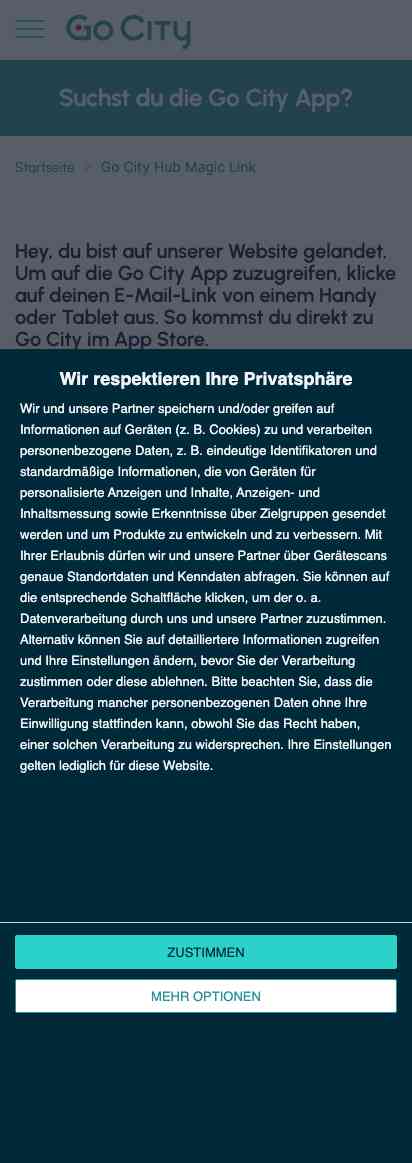 Go City
Suchst du die Go City App?
Startseite > Go City Hub Magic Link
Hey, du bist auf unserer Website gelandet.
Um auf die Go City App zuzugreifen, klicke
auf deinen E-Mail-Link von einem Handy
oder Tablet aus. So kommst du direkt zu
Go City im App Store.
Wir respektieren Ihre Privatsphäre
Wir und unsere Partner speichern und/oder greifen auf
Informationen auf Geräten (z. B. Cookies) zu und verarbeiten
personenbezogene Daten, z. B. eindeutige Identifikatoren und
standardmäßige Informationen, die von Geräten für
personalisierte Anzeigen und Inhalte, Anzeigen- und
Inhaltsmessung sowie Erkenntnisse über Zielgruppen gesendet
werden und um Produkte zu entwickeln und zu verbessern. Mit
Ihrer Erlaubnis dürfen wir und unsere Partner über Gerätescans
genaue Standortdaten und Kenndaten abfragen. Sie können auf
die entsprechende Schaltfläche klicken, um der o. a.
Datenverarbeitung durch uns und unsere Partner zuzustimmen.
Alternativ können Sie auf detailliertere Informationen zugreifen
und Ihre Einstellungen ändern, bevor Sie der Verarbeitung
zustimmen oder diese ablehnen. Bitte beachten Sie, dass die
Verarbeitung mancher personenbezogenen Daten ohne Ihre
Einwilligung stattfinden kann, obwohl Sie das Recht haben,
einer solchen Verarbeitung zu widersprechen. Ihre Einstellungen
gelten lediglich für diese Website.
ZUSTIMMEN
MEHR OPTIONEN